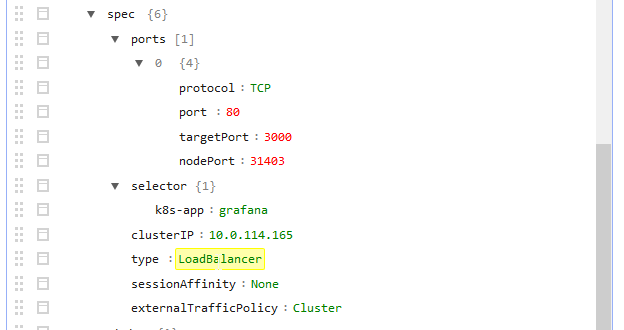 spec {6}
ports [1]
0 {4}
protocol : TCP
port : 80
targetPort : 3000
nodePort : 31403
selector {1}
k8s-app : grafana
clusterIP : 10.0.114.165
type : LoadBalancer
sessionAffinity : None
externalTrafficPolicy : Cluster